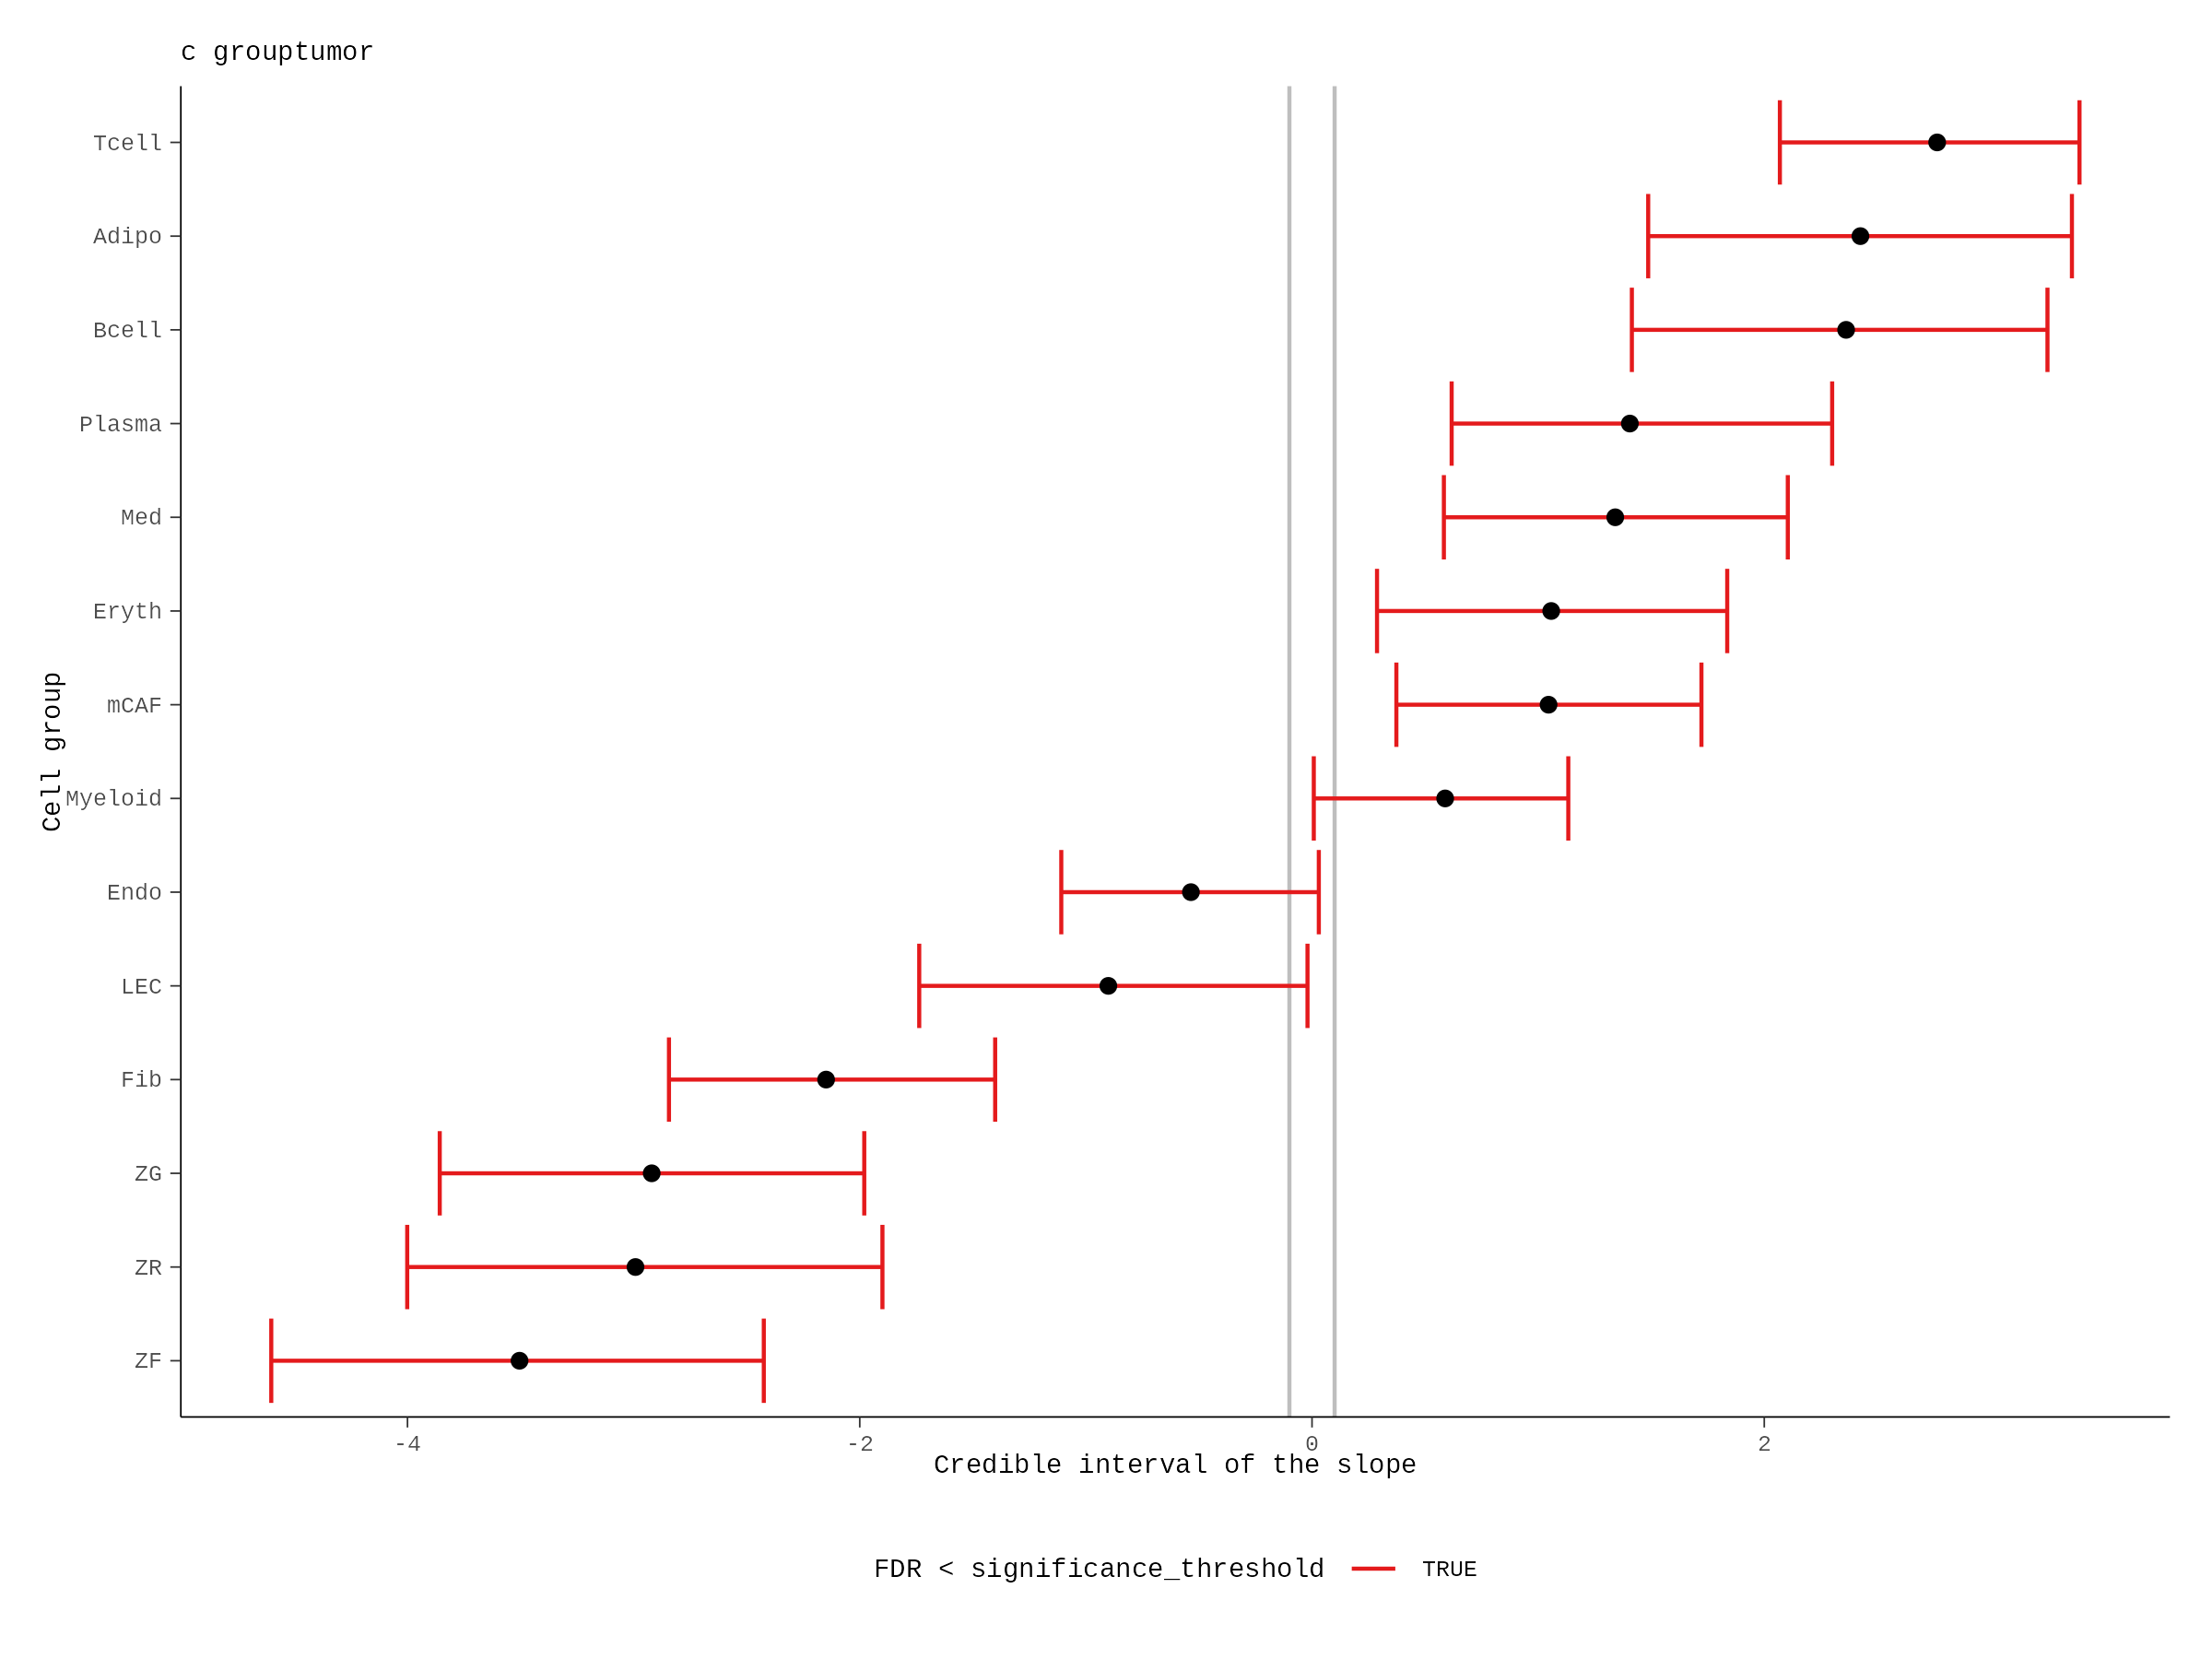 c grouptumor
Tcell
Adipo
Bcell
Plasma
Med
Eryth
mCAF
Myeloid
Endo
LEC
Fib
ZG
ZR
ZF
Cell group
-4
-2
0
2
Credible interval of the slope
FDR < significance_threshold TRUE